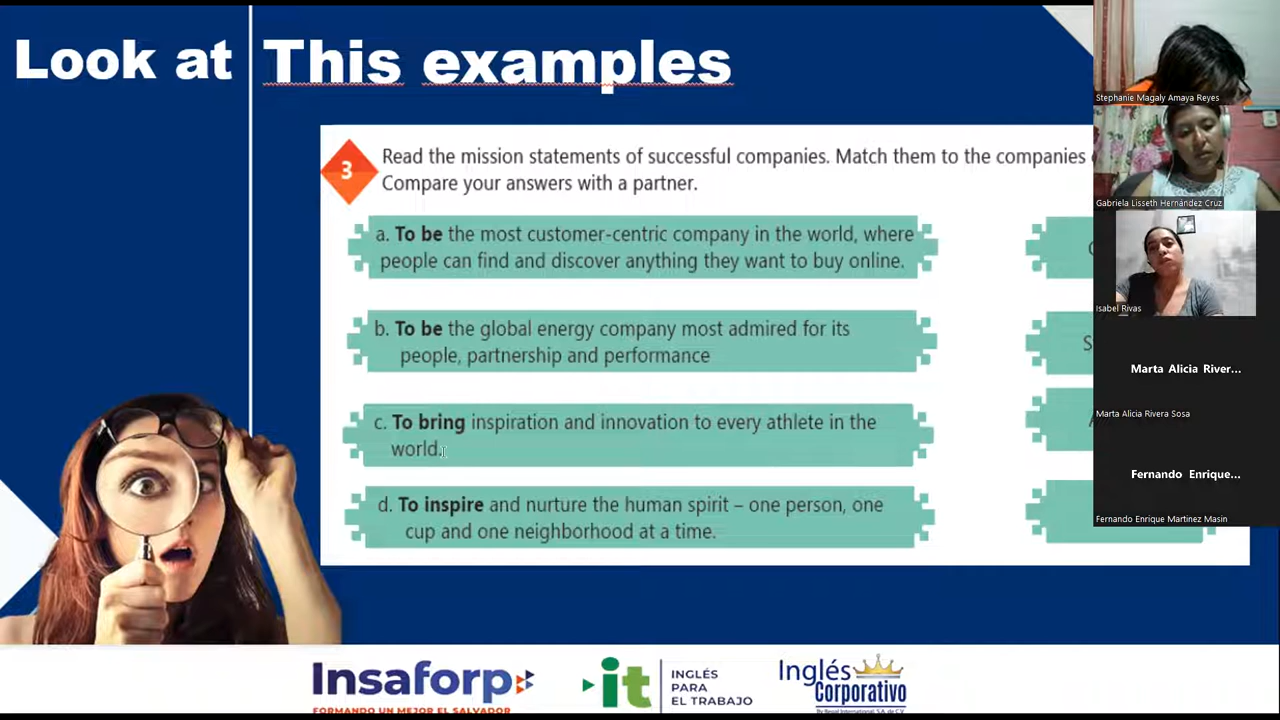 Look at
This examples
3
Read the mission statements of successful companies. Match them to the companies
Compare your answers with a partner.
a. To be the most customer-centric company in the world, where
people can find and discover anything they want to buy online.
b. To be the global energy company most admired for its
people, partnership and performance
c. To bring inspiration and innovation to every athlete in the
world.
d. To inspire and nurture the human spirit – one person, one
cup and one neighborhood at a time.
Stephanie Magaly Amaya Reyes
Gabriela Lisseth Hernández Cruz
Isabel Rivas
Marta Alicia River...
Marta Alicia Rivera Sosa
Fernando Enrique...
Fernando Enrique Martinez Masin
Insaforp
FORMANDO UN MEJOR EL SALVADOR
it
INGLÉS
PARA
EL TRABAJO
Inglés
Corporativo
By Regal International, S.A. de C.V.